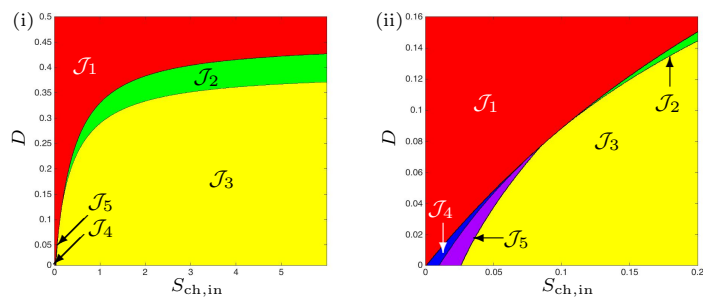 (i)
0.5
0.45
0.4
0.35
0.3
0.25
0.2
0.15
0.1
0.05
0
D
𝒥1
𝒥2
𝒥3
𝒥5
𝒥4
0 1 2 3 4 5
Sch,in
(ii)
0.16
0.14
0.12
0.1
0.08
0.06
0.04
0.02
0
D
𝒥1
𝒥2
𝒥3
𝒥4
𝒥5
0 0.05 0.1 0.15 0.2
Sch,in